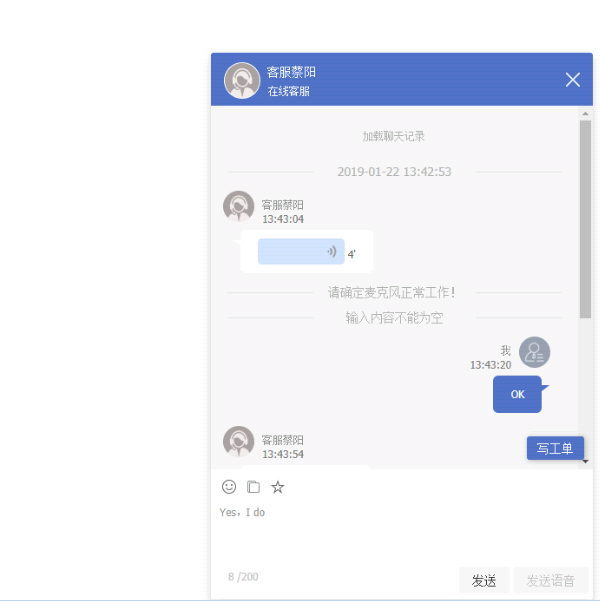 客服蔡阳
在线客服
加载聊天记录
2019-01-22 13:42:53
客服蔡阳
13:43:04
4'
请确定麦克风正常工作!
输入内容不能为空
我
13:43:20
OK
客服蔡阳
13:43:54
写工单
Yes, I do
8 /200
发送
发送语音